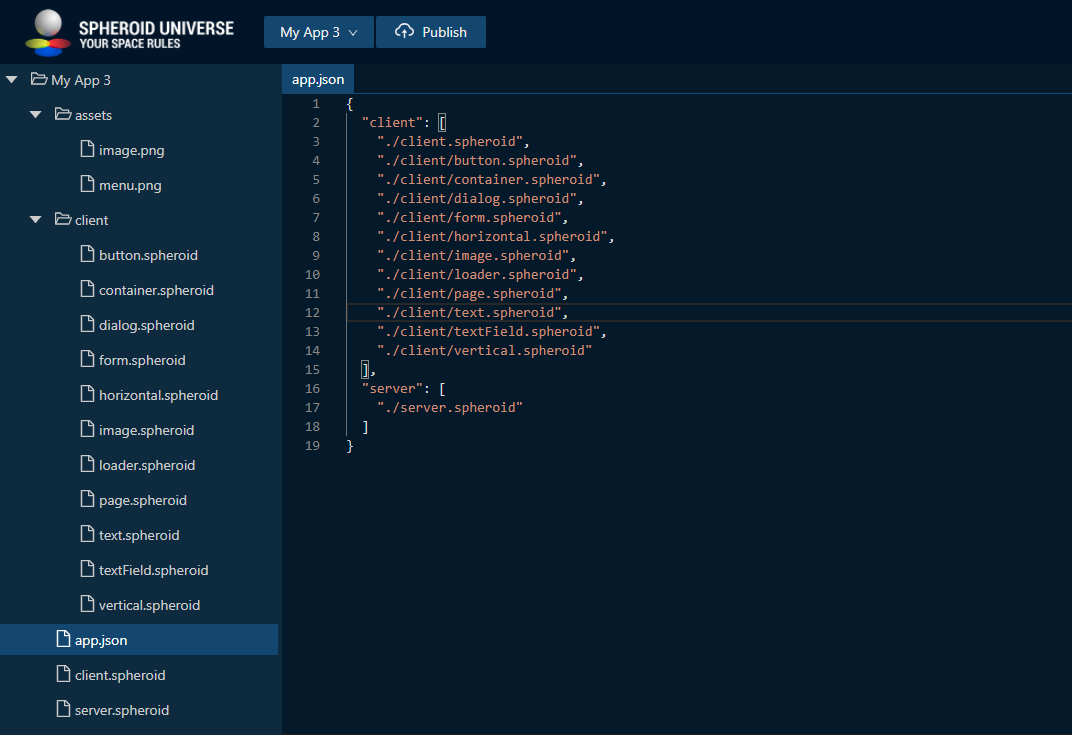 SPHEROID UNIVERSE
YOUR SPACE RULES
My App 3
Publish
My App 3
assets
image.png
menu.png
client
button.spheroid
container.spheroid
dialog.spheroid
form.spheroid
horizontal.spheroid
image.spheroid
loader.spheroid
page.spheroid
text.spheroid
textField.spheroid
vertical.spheroid
app.json
client.spheroid
server.spheroid
app.json
1 {
2 "client": [
3 "./client.spheroid",
4 "./client/button.spheroid",
5 "./client/container.spheroid",
6 "./client/dialog.spheroid",
7 "./client/form.spheroid",
8 "./client/horizontal.spheroid",
9 "./client/image.spheroid",
10 "./client/loader.spheroid",
11 "./client/page.spheroid",
12 "./client/text.spheroid",
13 "./client/textField.spheroid",
14 "./client/vertical.spheroid"
15 ],
16 "server": [
17 "./server.spheroid"
18 ]
19 }